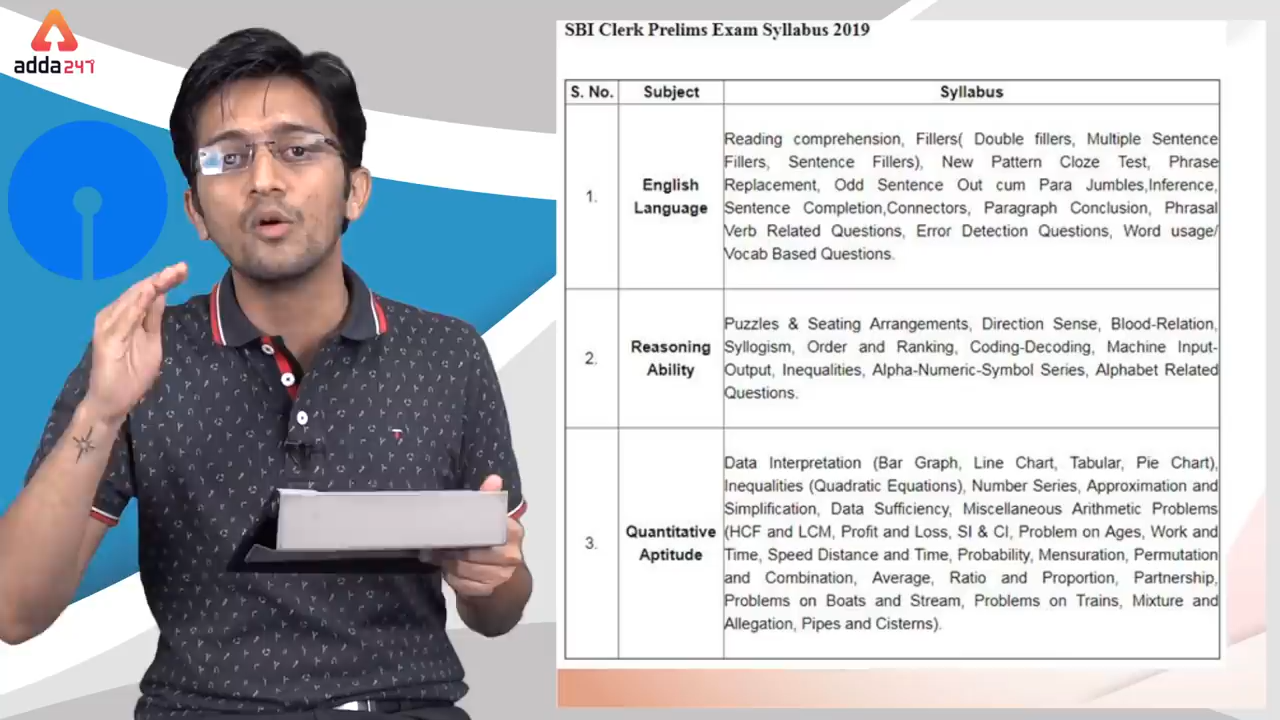 adda247
SBI Clerk Prelims Exam Syllabus 2019
S. No. Subject Syllabus
1. English Language
Reading comprehension, Fillers( Double fillers, Multiple Sentence
Fillers, Sentence Fillers), New Pattern Cloze Test, Phrase
Replacement, Odd Sentence Out cum Para Jumbles,Inference,
Sentence Completion,Connectors, Paragraph Conclusion, Phrasal
Verb Related Questions, Error Detection Questions, Word usage/
Vocab Based Questions.
2. Reasoning Ability
Puzzles & Seating Arrangements, Direction Sense, Blood-Relation,
Syllogism, Order and Ranking, Coding-Decoding, Machine Input-
Output, Inequalities, Alpha-Numeric-Symbol Series, Alphabet Related
Questions.
3. Quantitative Aptitude
Data Interpretation (Bar Graph, Line Chart, Tabular, Pie Chart),
Inequalities (Quadratic Equations), Number Series, Approximation and
Simplification, Data Sufficiency, Miscellaneous Arithmetic Problems
(HCF and LCM, Profit and Loss, SI & CI, Problem on Ages, Work and
Time, Speed Distance and Time, Probability, Mensuration, Permutation
and Combination, Average, Ratio and Proportion, Partnership,
Problems on Boats and Stream, Problems on Trains, Mixture and
Allegation, Pipes and Cisterns).